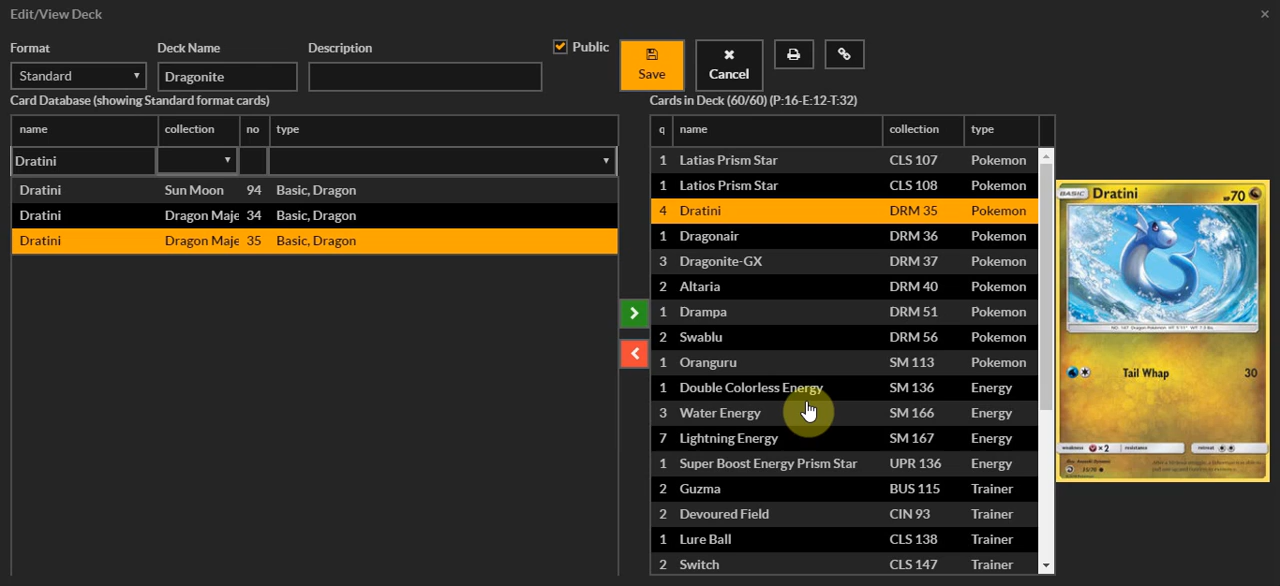 Edit/View Deck
×
Format
Deck Name
Description
Public
Save
Cancel
Standard
Dragonite
Card Database (showing Standard format cards)
Cards in Deck (60/60) (P:16-E:12-T:32)
name collection no type
Dratini
Dratini Sun Moon 94 Basic, Dragon
Dratini Dragon Maje 34 Basic, Dragon
Dratini Dragon Maje 35 Basic, Dragon
q name collection type
1 Latias Prism Star CLS 107 Pokemon
1 Latios Prism Star CLS 108 Pokemon
4 Dratini DRM 35 Pokemon
1 Dragonair DRM 36 Pokemon
3 Dragonite-GX DRM 37 Pokemon
2 Altaria DRM 40 Pokemon
1 Drampa DRM 51 Pokemon
2 Swablu DRM 56 Pokemon
1 Oranguru SM 113 Pokemon
1 Double Colorless Energy SM 136 Energy
3 Water Energy SM 166 Energy
7 Lightning Energy SM 167 Energy
1 Super Boost Energy Prism Star UPR 136 Energy
2 Guzma BUS 115 Trainer
2 Devoured Field CIN 93 Trainer
1 Lure Ball CLS 138 Trainer
2 Switch CLS 147 Trainer
BASIC Dratini HP70
Tail Whap 30
weakness ×2 resistance retreat